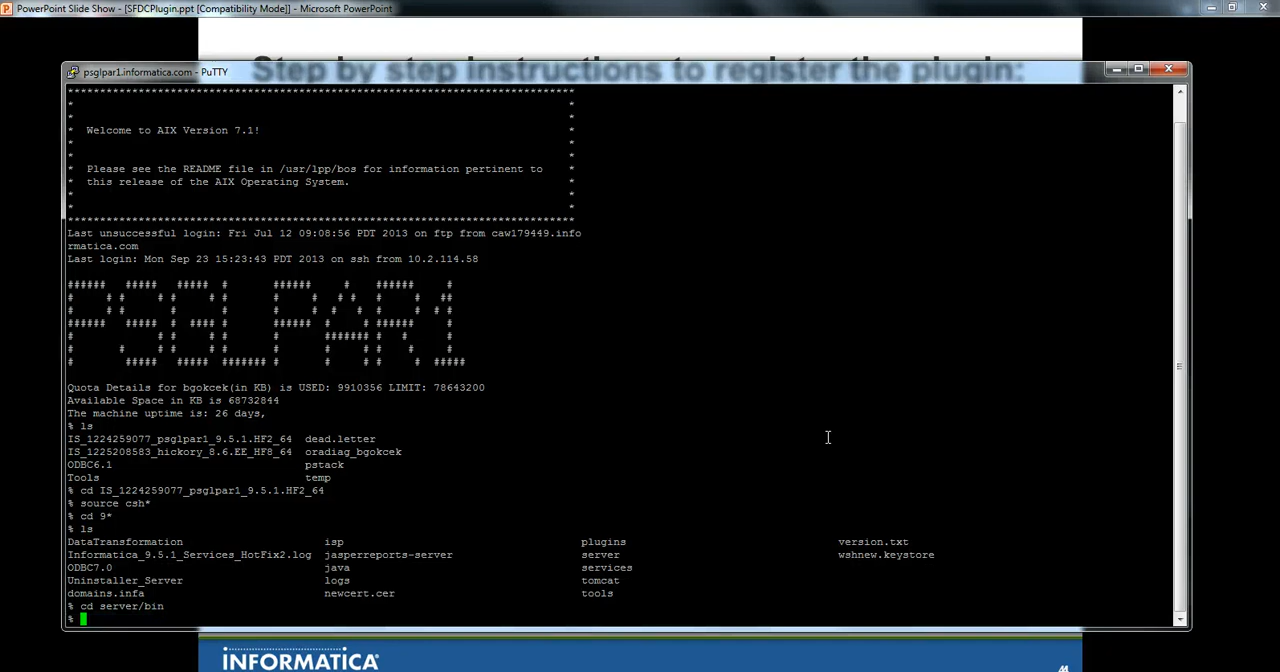 PowerPoint Slide Show - [SFDCPlugin.ppt [Compatibility Mode]] - Microsoft PowerPoint
Step by step instructions to register the plugin:
psglpar1.informatica.com - PuTTY
*******************************************************************************
*                                                                             *
*                                                                             *
*  Welcome to AIX Version 7.1!                                                *
*                                                                             *
*                                                                             *
*  Please see the README file in /usr/lpp/bos for information pertinent to    *
*  this release of the AIX Operating System.                                  *
*                                                                             *
*                                                                             *
*******************************************************************************
Last unsuccessful login: Fri Jul 12 09:08:56 PDT 2013 on ftp from caw179449.info
rmatica.com
Last login: Mon Sep 23 15:23:43 PDT 2013 on ssh from 10.2.114.58
PSGLPAR1
Quota Details for bgokcek(in KB) is USED: 9910356 LIMIT: 78643200
Available Space in KB is 68732844
The machine uptime is: 26 days,
% ls
IS_1224259077_psglpar1_9.5.1.HF2_64 dead.letter
IS_1225208583_hickory_8.6.EE_HF8_64 oradiag_bgokcek
ODBC6.1 pstack
Tools temp
% cd IS_1224259077_psglpar1_9.5.1.HF2_64
% source csh*
% cd 9*
% ls
DataTransformation isp plugins version.txt
Informatica_9.5.1_Services_HotFix2.log jasperreports-server server wshnew.keystore
ODBC7.0 java services
Uninstaller_Server logs tomcat
domains.infa newcert.cer tools
% cd server/bin
%
INFORMATICA
44